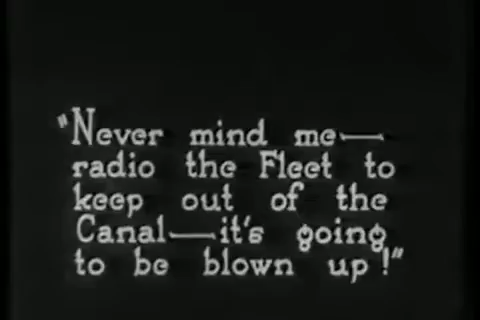 "Never mind me—
radio the Fleet to
keep out of the
Canal—it's going
to be blown up!"